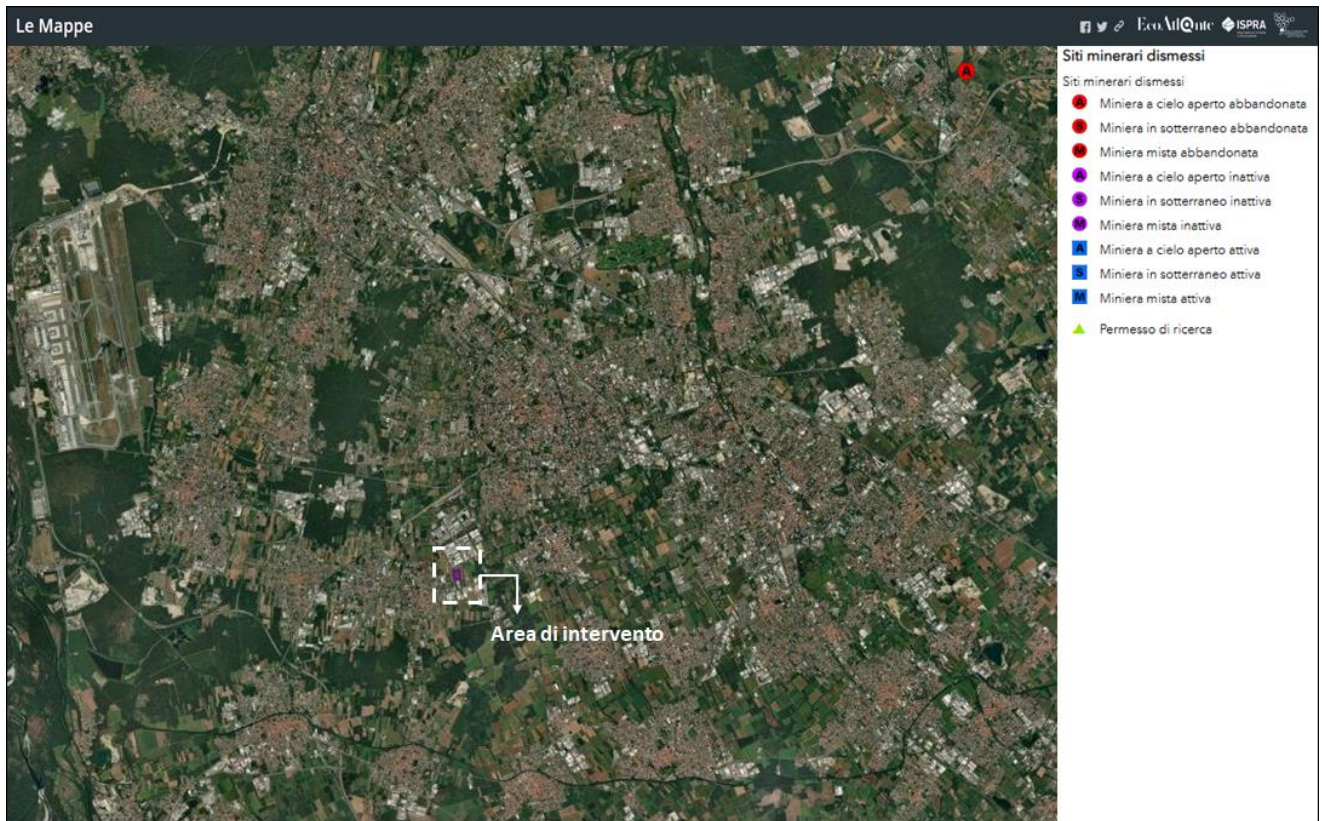 Le Mappe
EcoAtl@nte ISPRA
Siti minerari dismessi
Siti minerari dismessi
A Miniera a cielo aperto abbandonata
S Miniera in sotterraneo abbandonata
M Miniera mista abbandonata
A Miniera a cielo aperto inattiva
S Miniera in sotterraneo inattiva
M Miniera mista inattiva
A Miniera a cielo aperto attiva
S Miniera in sotterraneo attiva
M Miniera mista attiva
Permesso di ricerca
A
Area di intervento